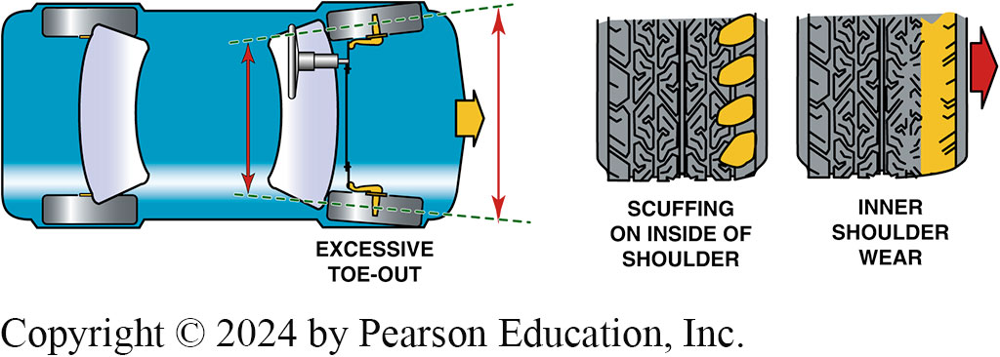 EXCESSIVE
TOE-OUT
SCUFFING
ON INSIDE OF
SHOULDER
INNER
SHOULDER
WEAR
Copyright © 2024 by Pearson Education, Inc.